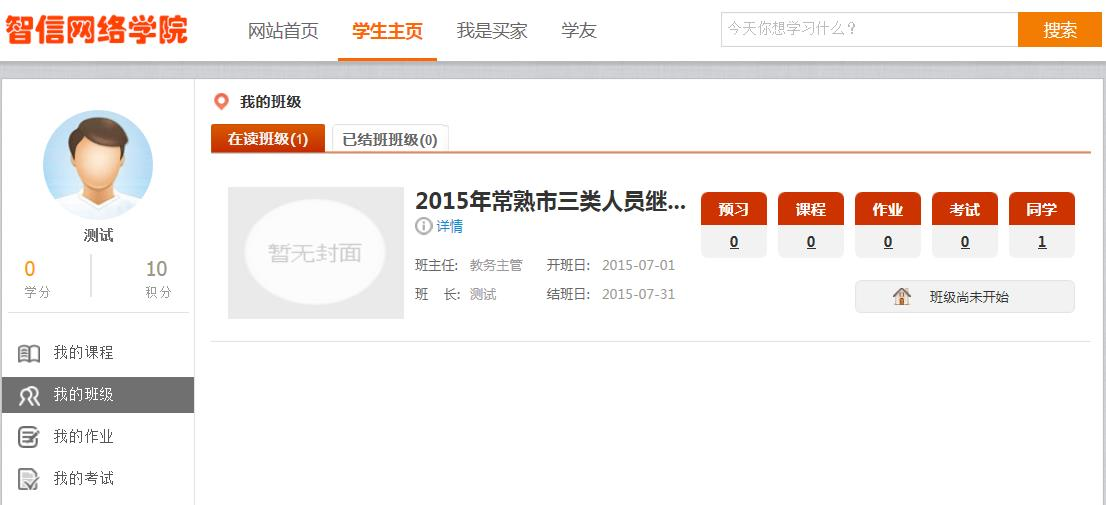 智信网络学院
网站首页 学生主页 我是买家 学友
今天你想学习什么？ 搜索
测试
0 10
学分 积分
我的课程
我的班级
我的作业
我的考试
我的班级
在读班级(1) 已结班班级(0)
暂无封面
2015年常熟市三类人员继...
详情
班主任: 教务主管 开班日: 2015-07-01
班 长: 测试 结班日: 2015-07-31
预习 课程 作业 考试 同学
0 0 0 0 1
班级尚未开始